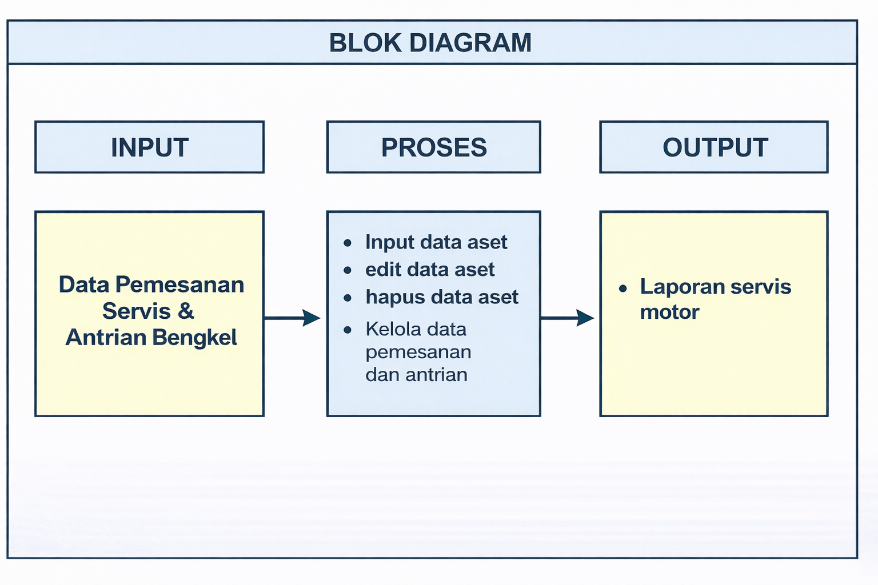 BLOK DIAGRAM
INPUT
PROSES
OUTPUT
Data Pemesanan
Servis &
Antrian Bengkel
• Input data aset
• edit data aset
• hapus data aset
• Kelola data
pemesanan
dan antrian
• Laporan servis
motor